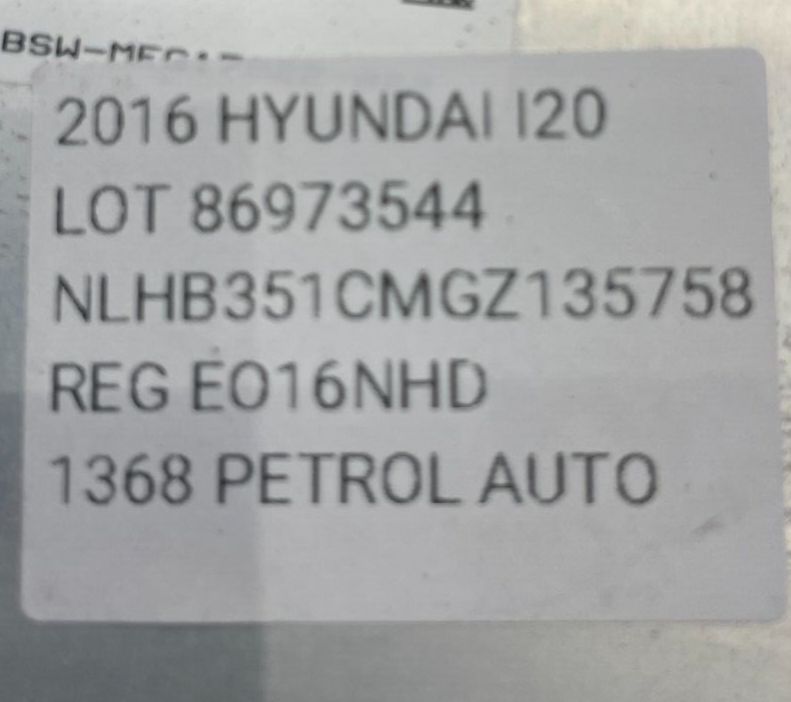 2016 HYUNDAI I20
LOT 86973544
NLHB351CMGZ135758
REG EO16NHD
1368 PETROL AUTO